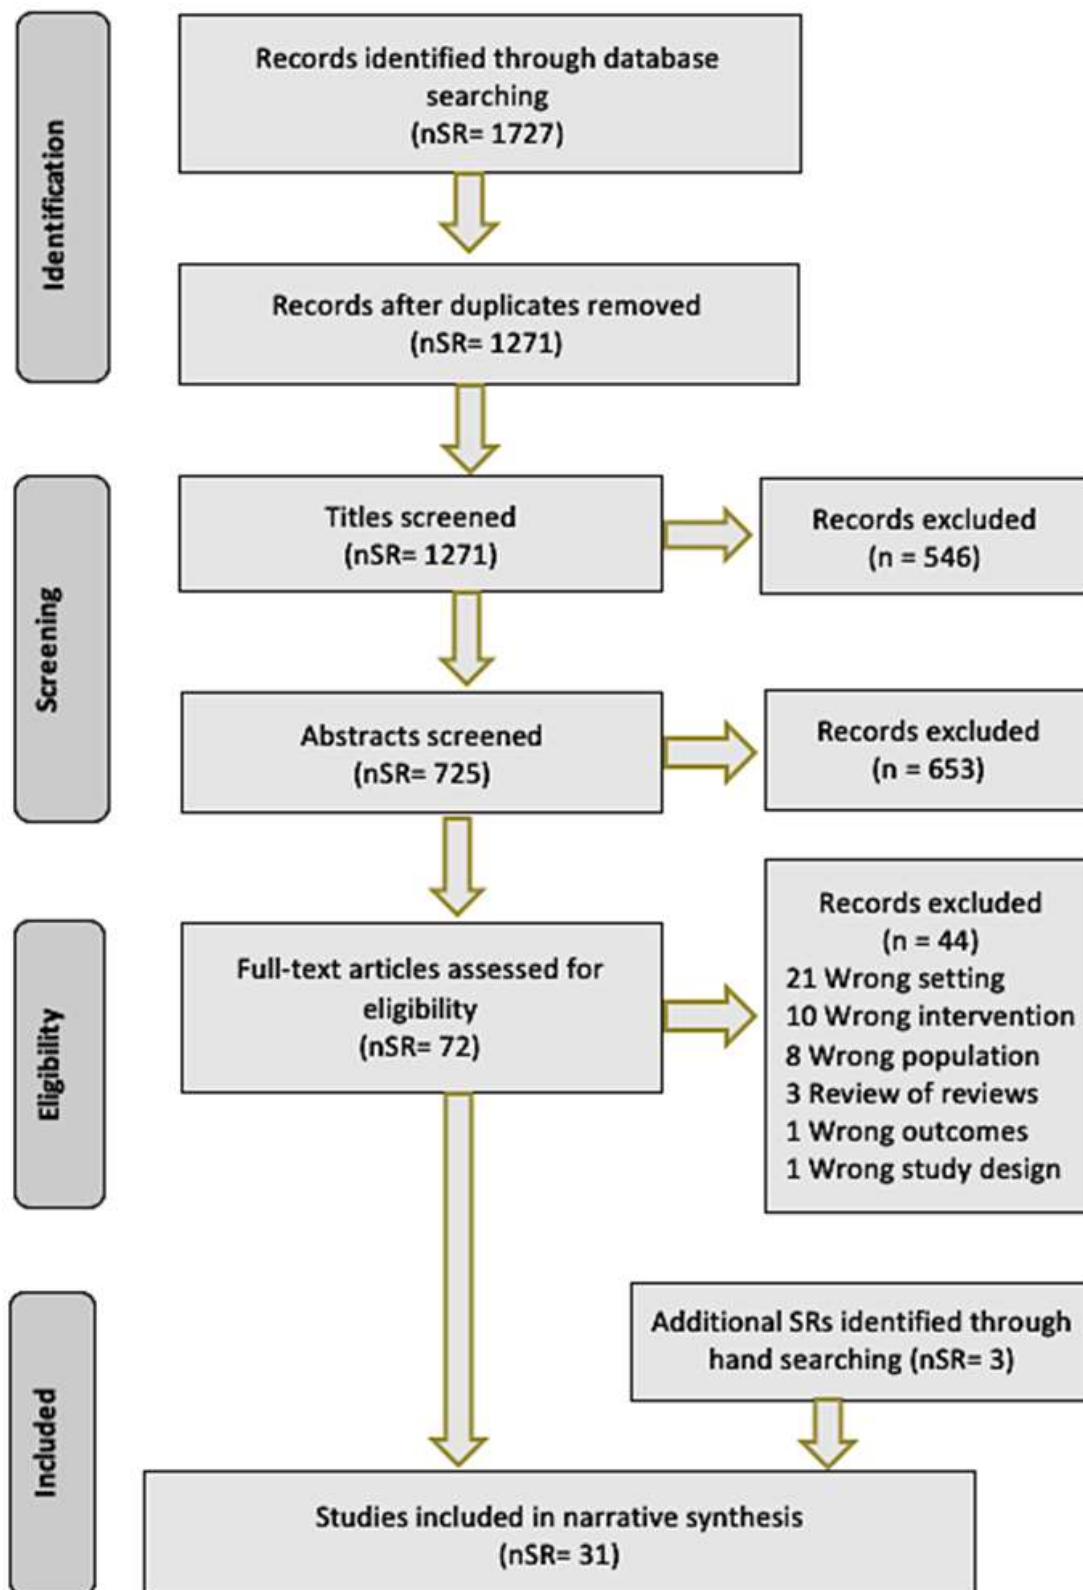 Identification
Records identified through database
searching
(nSR= 1727)
Records after duplicates removed
(nSR= 1271)
Screening
Titles screened
(nSR= 1271)
Records excluded
(n = 546)
Abstracts screened
(nSR= 725)
Records excluded
(n = 653)
Eligibility
Full-text articles assessed for
eligibility
(nSR= 72)
Records excluded
(n = 44)
21 Wrong setting
10 Wrong intervention
8 Wrong population
3 Review of reviews
1 Wrong outcomes
1 Wrong study design
Included
Additional SRs identified through
hand searching (nSR= 3)
Studies included in narrative synthesis
(nSR= 31)